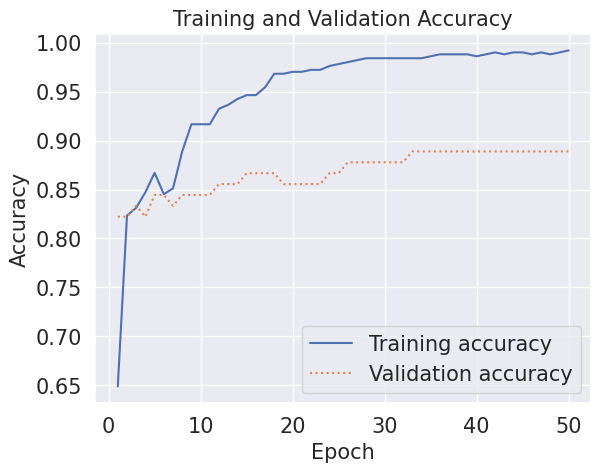 Training and Validation Accuracy
1.00
0.95
0.90
0.85
0.80
0.75
0.70
0.65
Accuracy
Training accuracy
Validation accuracy
0 10 20 30 40 50
Epoch